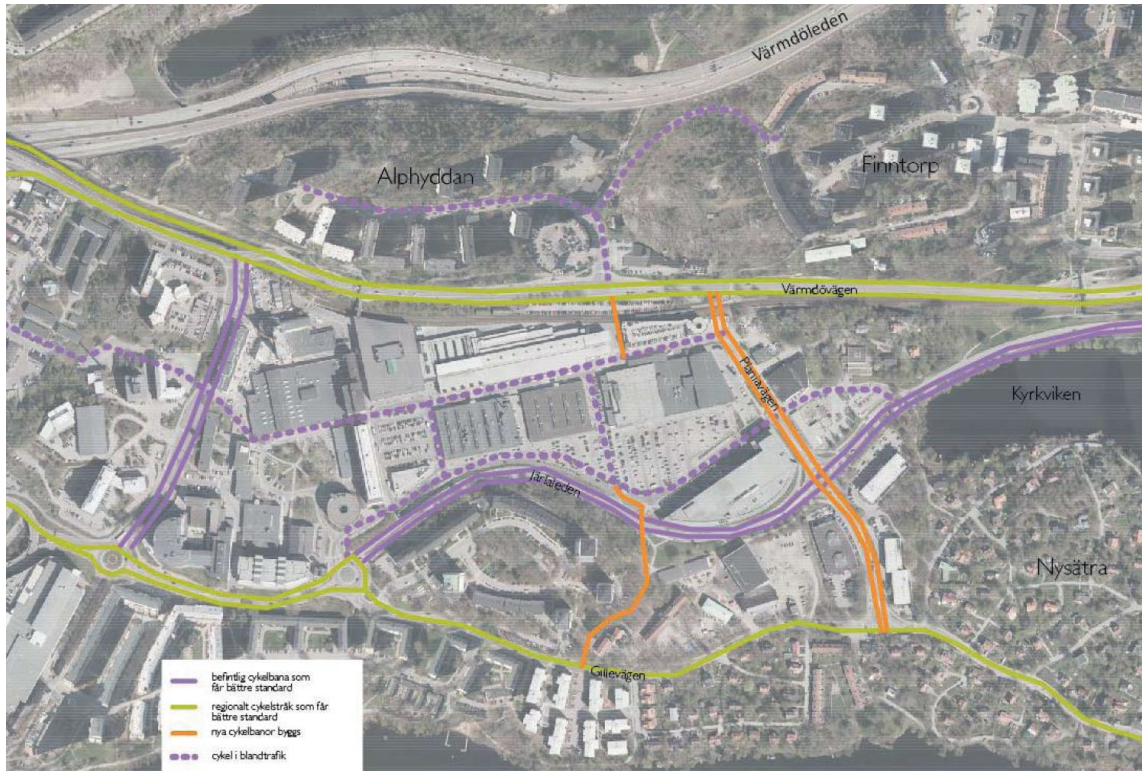 Värmdöleden
Alphyddan
Finntorp
Värmdövägen
Planiavägen
Kyrkviken
Järlaleden
Nysätra
Gillevägen
befintlig cykelbana som
får bättre standard
regionalt cykelstråk som får
bättre standard
nya cykelbanor byggs
cykel i blandtrafik